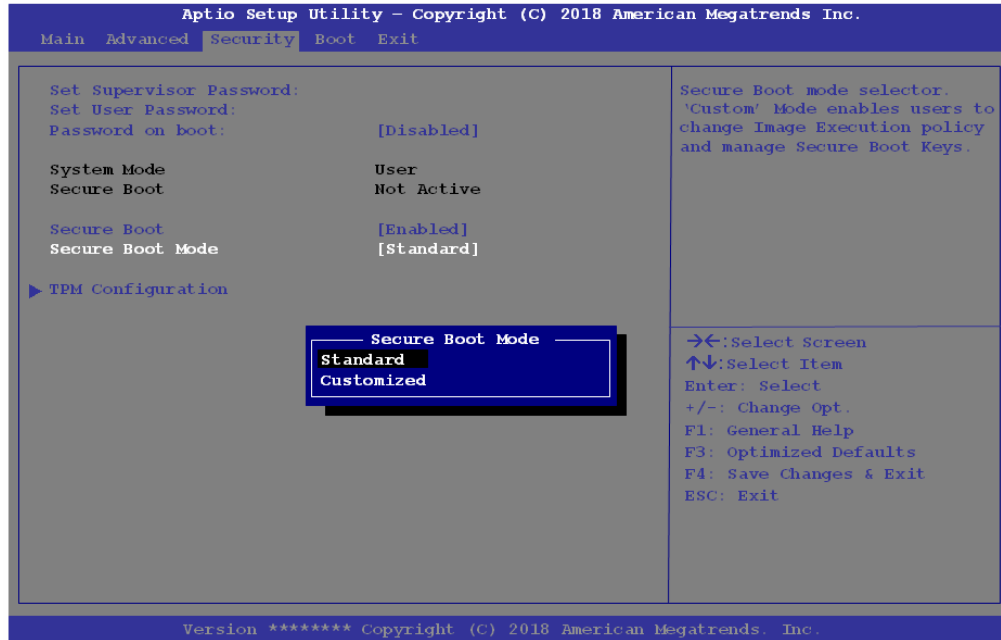 Aptio Setup Utility – Copyright (C) 2018 American Megatrends Inc.
Main Advanced Security Boot Exit
Set Supervisor Password:
Set User Password:
Password on boot: [Disabled]
System Mode User
Secure Boot Not Active
Secure Boot [Enabled]
Secure Boot Mode [Standard]
TPM Configuration
Secure Boot Mode
Standard
Customized
Secure Boot mode selector.
‵Custom′ Mode enables users to
change Image Execution policy
and manage Secure Boot Keys.
→←:Select Screen
↑↓:Select Item
Enter: Select
+/-: Change Opt.
F1: General Help
F3: Optimized Defaults
F4: Save Changes & Exit
ESC: Exit
Version ******** Copyright (C) 2018 American Megatrends. Inc.